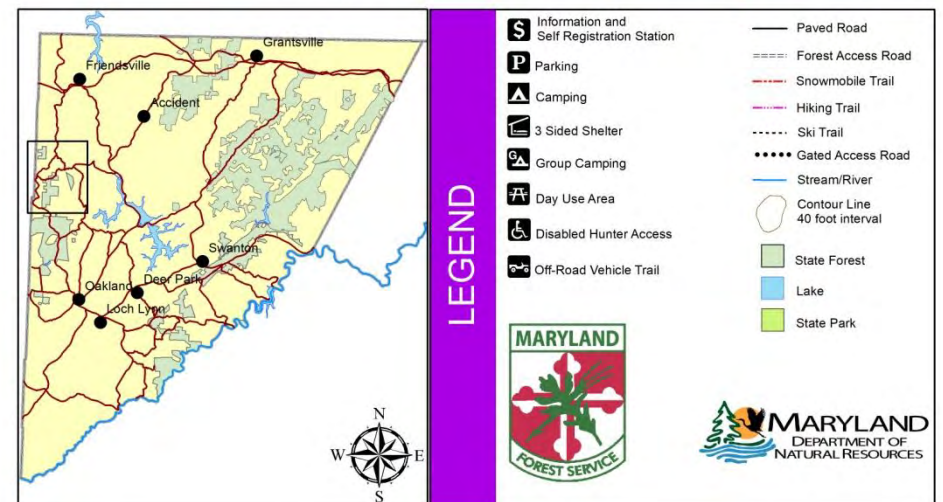 Grantsville
Friendsville
Accident
Swanton
Deer Park
Oakland
Loch Lynn
N
W
E
S
LEGEND
$
Information and
Self Registration Station
P
Parking
Camping
3 Sided Shelter
G
Group Camping
Day Use Area
Disabled Hunter Access
Off-Road Vehicle Trail
Paved Road
Forest Access Road
Snowmobile Trail
Hiking Trail
Ski Trail
Gated Access Road
Stream/River
Contour Line
40 foot interval
State Forest
Lake
State Park
MARYLAND
FOREST SERVICE
MARYLAND
DEPARTMENT OF
NATURAL RESOURCES